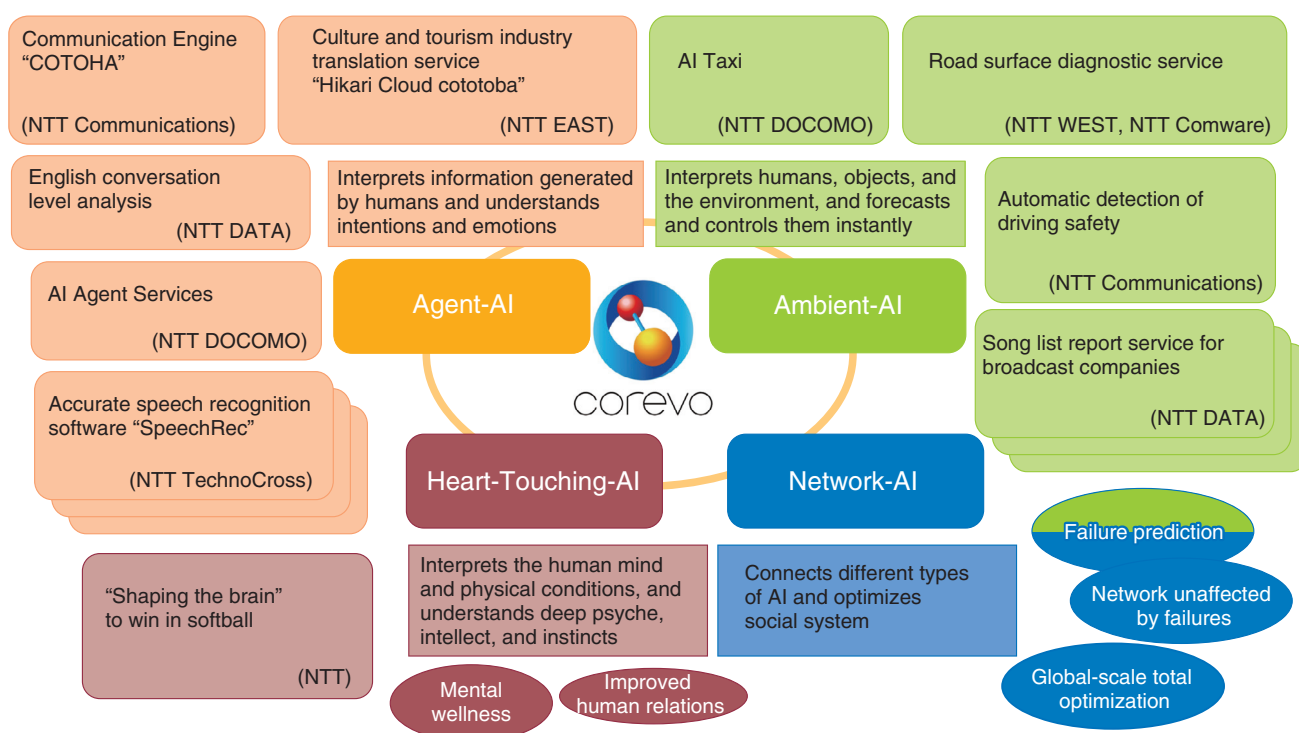 Communication Engine
“COTOHA”
(NTT Communications)
Culture and tourism industry
translation service
“Hikari Cloud cototoba”
(NTT EAST)
AI Taxi
(NTT DOCOMO)
Road surface diagnostic service
(NTT WEST, NTT Comware)
English conversation
level analysis
(NTT DATA)
Interprets information generated
by humans and understands
intentions and emotions
Interprets humans, objects, and
the environment, and forecasts
and controls them instantly
Automatic detection of
driving safety
(NTT Communications)
AI Agent Services
(NTT DOCOMO)
Agent-AI
Ambient-AI
corevo
Song list report service for
broadcast companies
(NTT DATA)
Accurate speech recognition
software “SpeechRec”
(NTT TechnoCross)
Heart-Touching-AI
Network-AI
“Shaping the brain”
to win in softball
(NTT)
Interprets the human mind
and physical conditions, and
understands deep psyche,
intellect, and instincts
Connects different types
of AI and optimizes
social system
Failure prediction
Network unaffected
by failures
Global-scale total
optimization
Mental
wellness
Improved
human relations